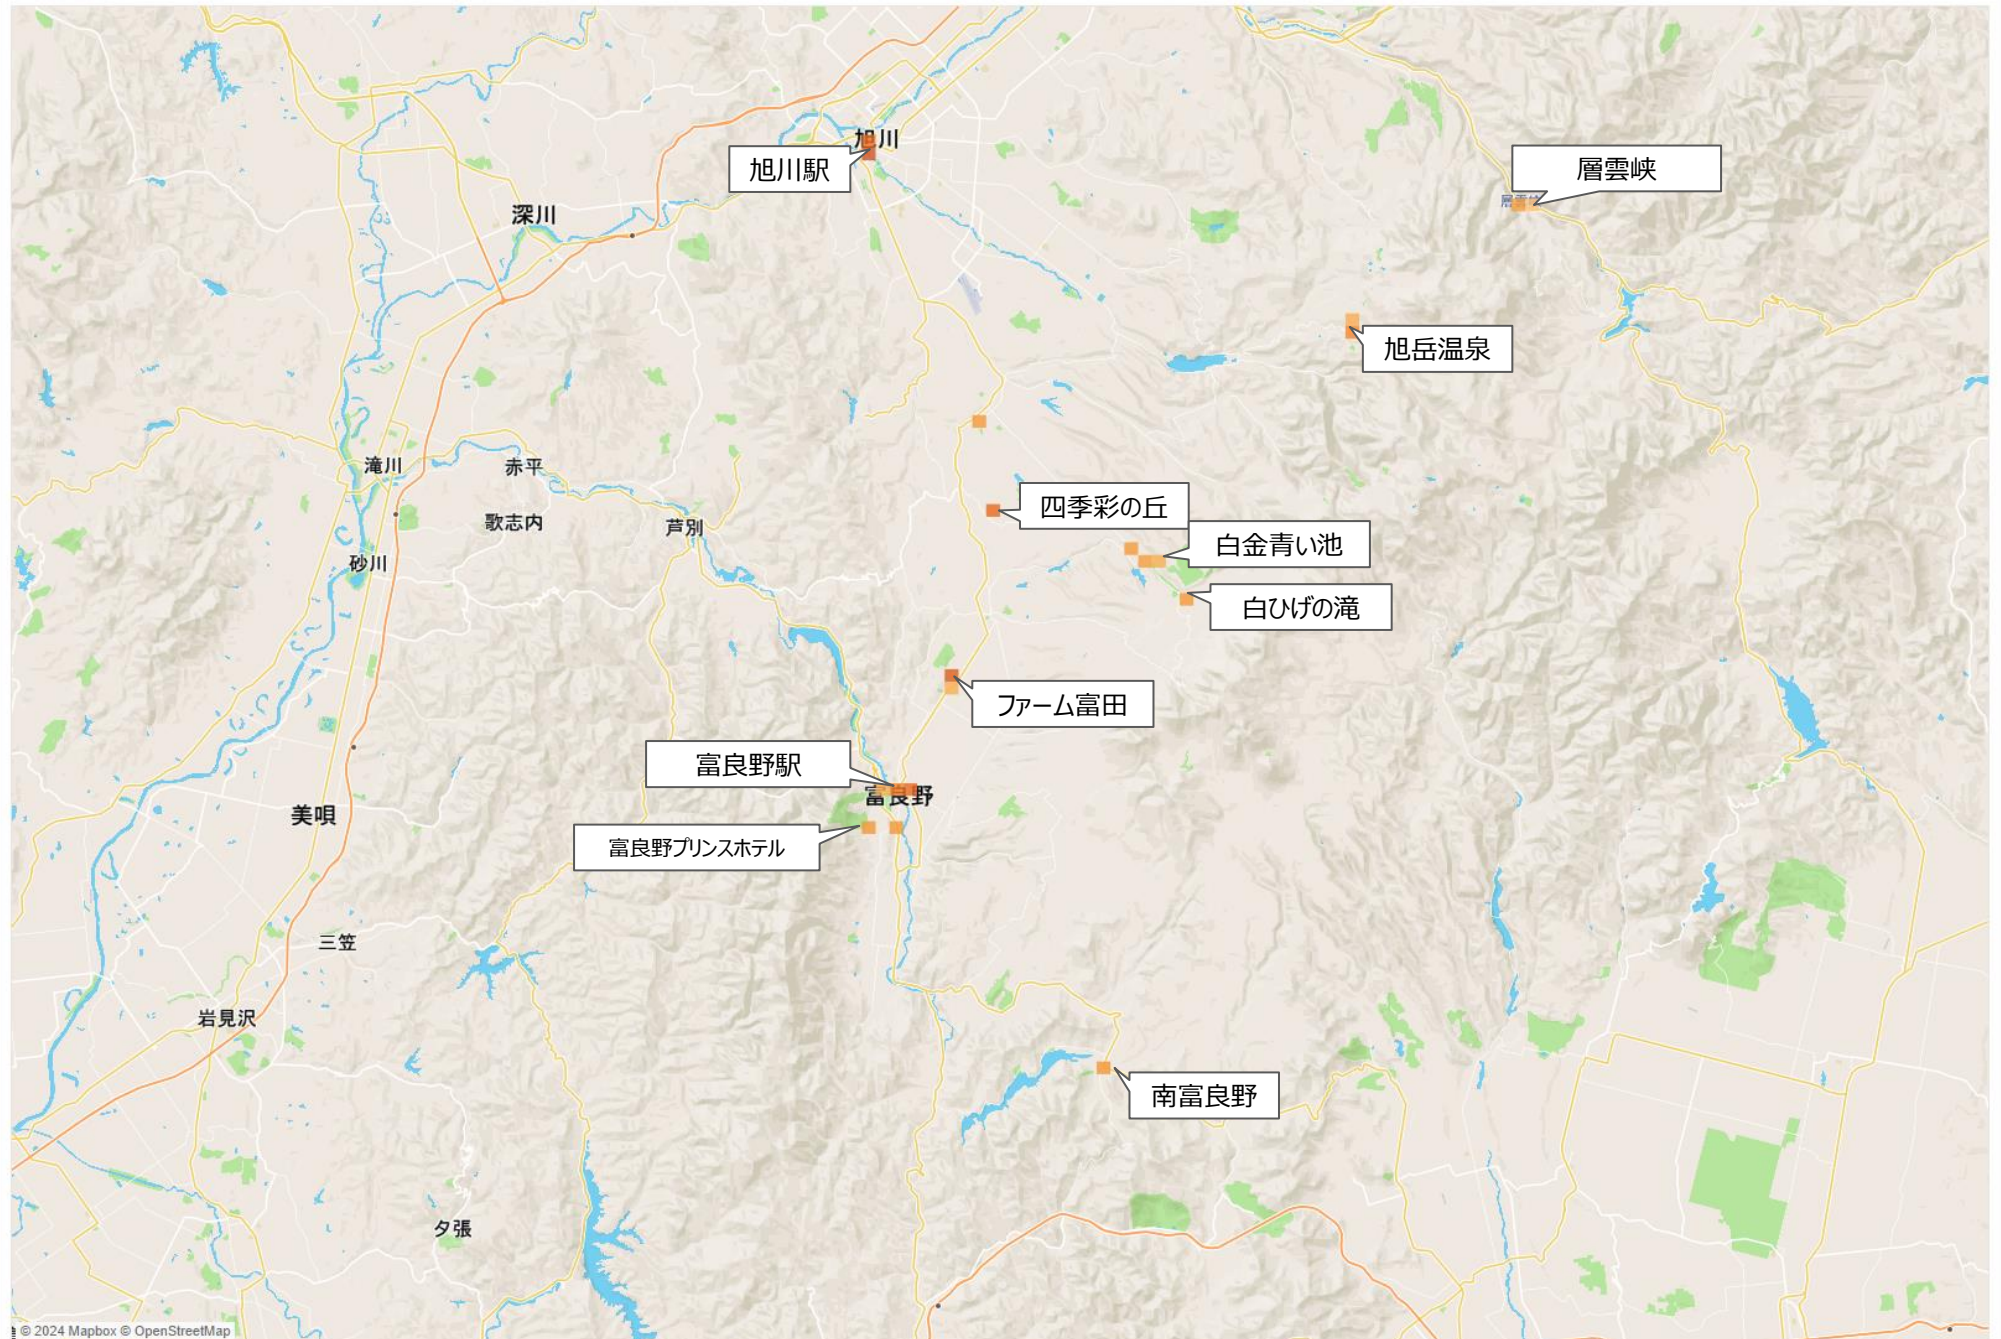 旭川
旭川駅
層雲峡
層雲峡
深川
旭岳温泉
滝川
赤平
歌志内
芦別
四季彩の丘
白金青い池
砂川
白ひげの滝
ファーム富田
富良野駅
富良野
美唄
富良野プリンスホテル
三笠
岩見沢
南富良野
夕張
© 2024 Mapbox © OpenStreetMap